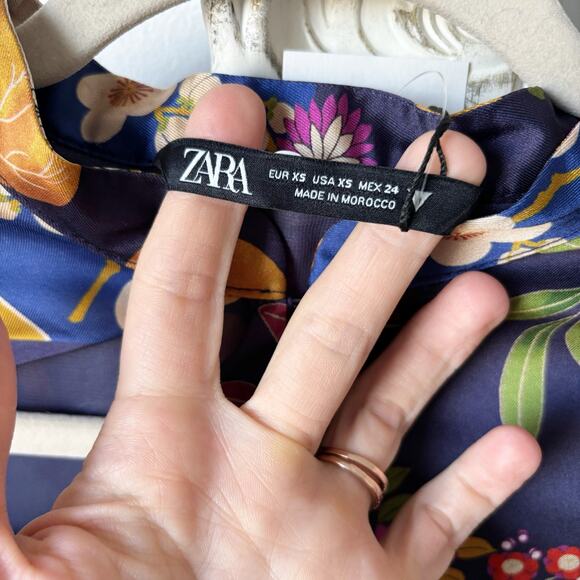 ZARA
EUR XS USA XS MEX 24
MADE IN MOROCCO